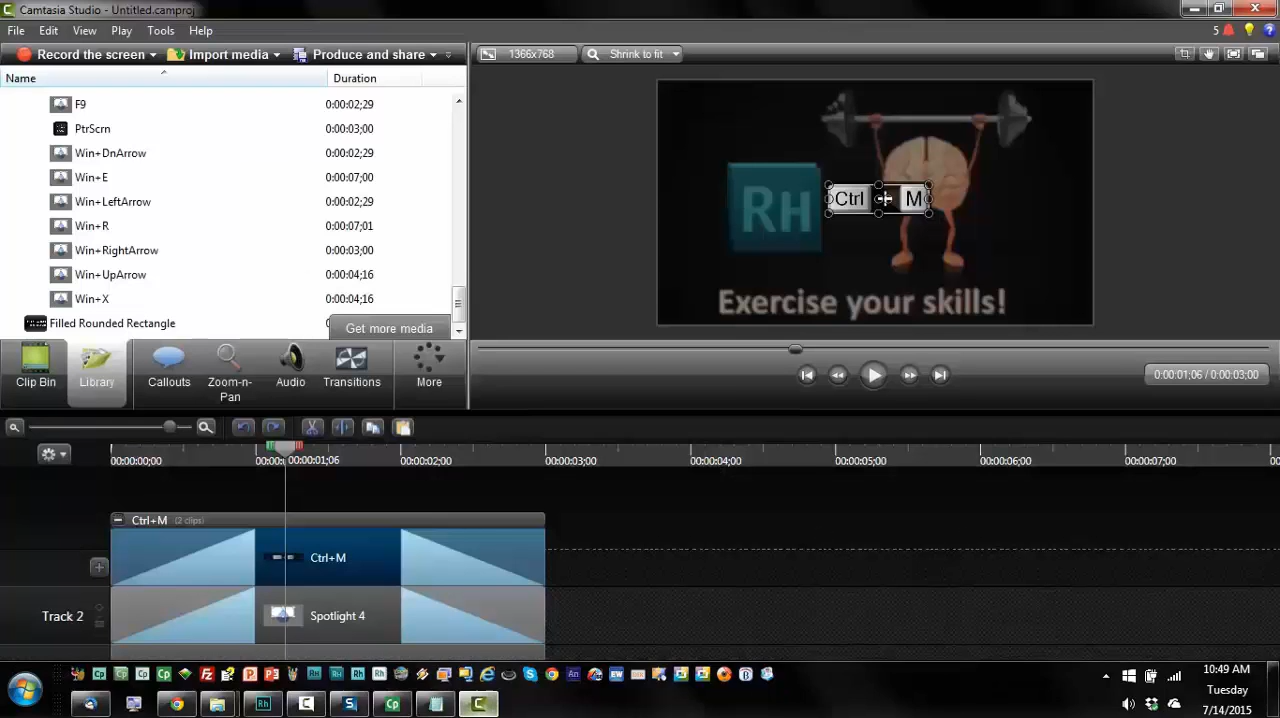 Camtasia Studio - Untitled.camproj
File Edit View Play Tools Help
5
Record the screen Import media Produce and share
1366x768 Shrink to fit
Name Duration
F9 0:00:02;29
PtrScrn 0:00:03;00
Win+DnArrow 0:00:02;29
Win+E 0:00:07;00
Win+LeftArrow 0:00:02;29
Win+R 0:00:07;01
Win+RightArrow 0:00:03;00
Win+UpArrow 0:00:04;16
Win+X 0:00:04;16
Filled Rounded Rectangle
Get more media
RH Ctrl + M
Exercise your skills!
Clip Bin Library Callouts Zoom-n-Pan Audio Transitions More
0:00:01;06 / 0:00:03;00
00:00:00;00 00:00:01;06 00:00:02;00 00:00:03;00 00:00:04;00 00:00:05;00 00:00:06;00 00:00:07;00
Ctrl+M (2 clips)
Ctrl+M
Track 2 Spotlight 4
10:49 AM
Tuesday
7/14/2015